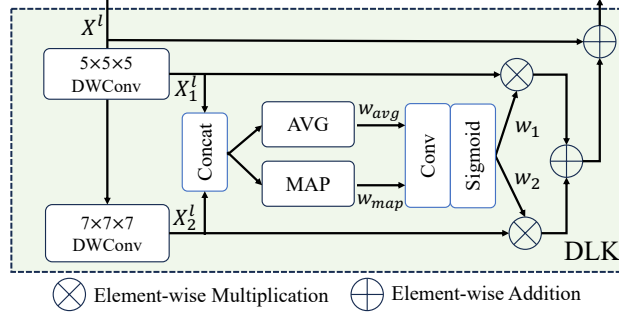 X^l
5×5×5
DWConv
X_1^l
Concat
AVG
MAP
w_avg
w_map
Conv
Sigmoid
w_1
w_2
7×7×7
DWConv
X_2^l
DLK
Element-wise Multiplication
Element-wise Addition